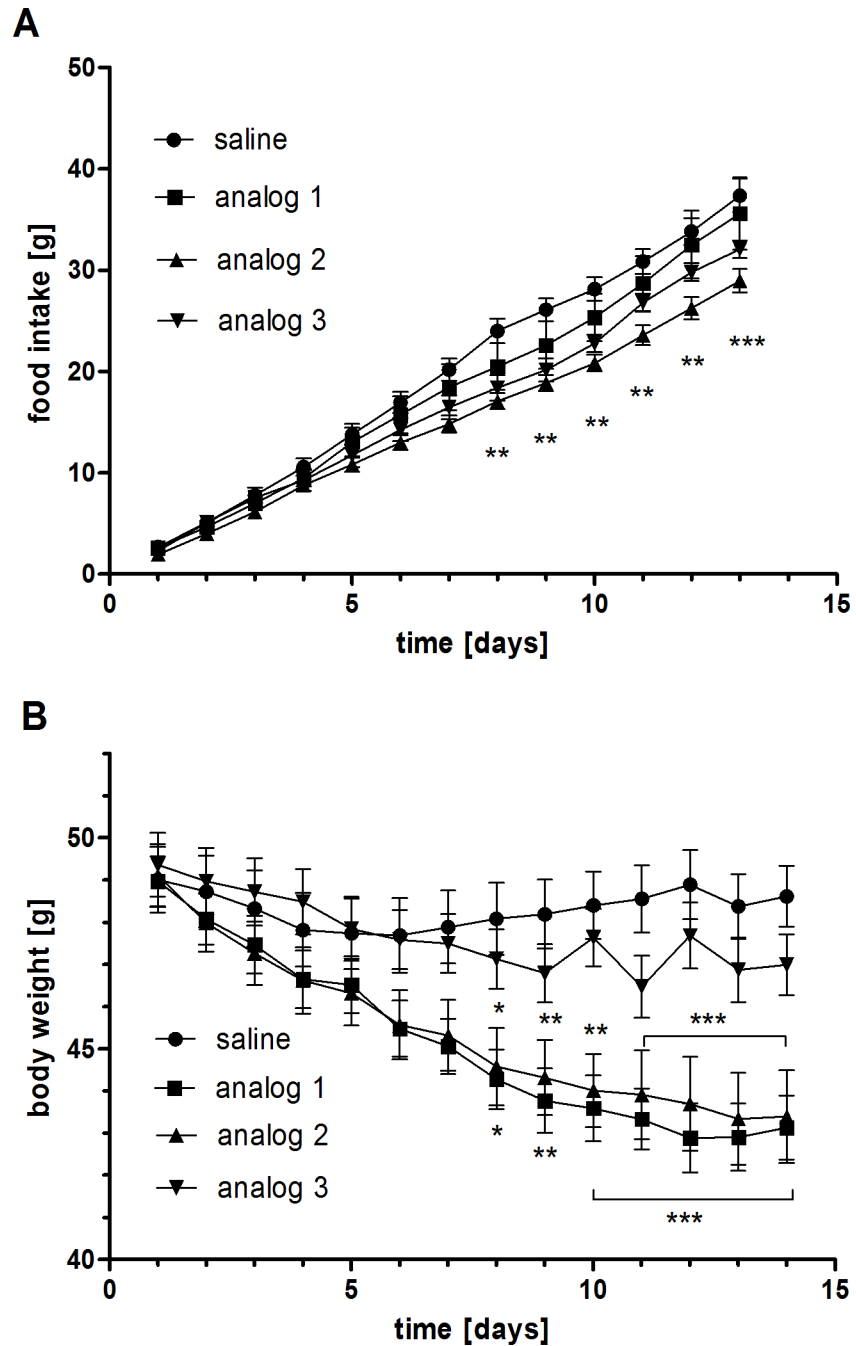 A
50
saline
40
analog 1
30
analog 2
analog 3
20
***
**
**
**
**
**
10
**
0
0 5 10 15
food intake [g]
time [days]
B
50
* ** ** ***
45
saline
analog 1
analog 2
analog 3
*
**
***
40
0 5 10 15
body weight [g]
time [days]